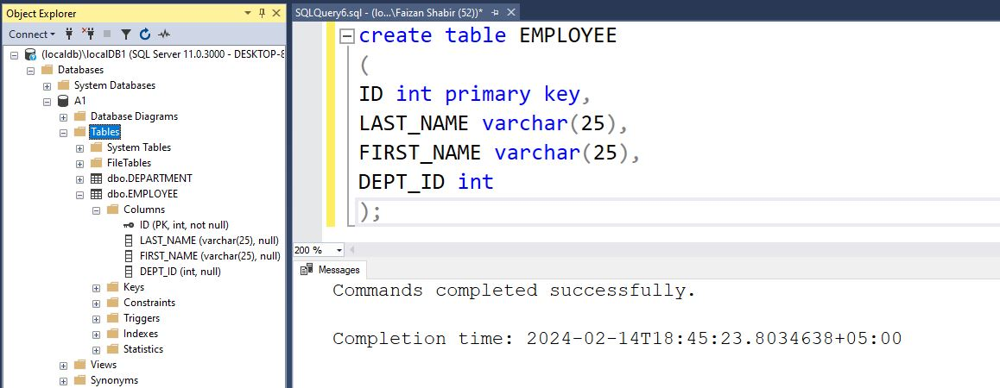 Object Explorer
Connect
(localdb)\localDB1 (SQL Server 11.0.3000 - DESKTOP-8
Databases
System Databases
A1
Database Diagrams
Tables
System Tables
FileTables
dbo.DEPARTMENT
dbo.EMPLOYEE
Columns
ID (PK, int, not null)
LAST_NAME (varchar(25), null)
FIRST_NAME (varchar(25), null)
DEPT_ID (int, null)
Keys
Constraints
Triggers
Indexes
Statistics
Views
Synonyms
SQLQuery6.sql - (lo...\Faizan Shabir (52))*
create table EMPLOYEE
(
ID int primary key,
LAST_NAME varchar(25),
FIRST_NAME varchar(25),
DEPT_ID int
);
200 %
Messages
Commands completed successfully.
Completion time: 2024-02-14T18:45:23.8034638+05:00